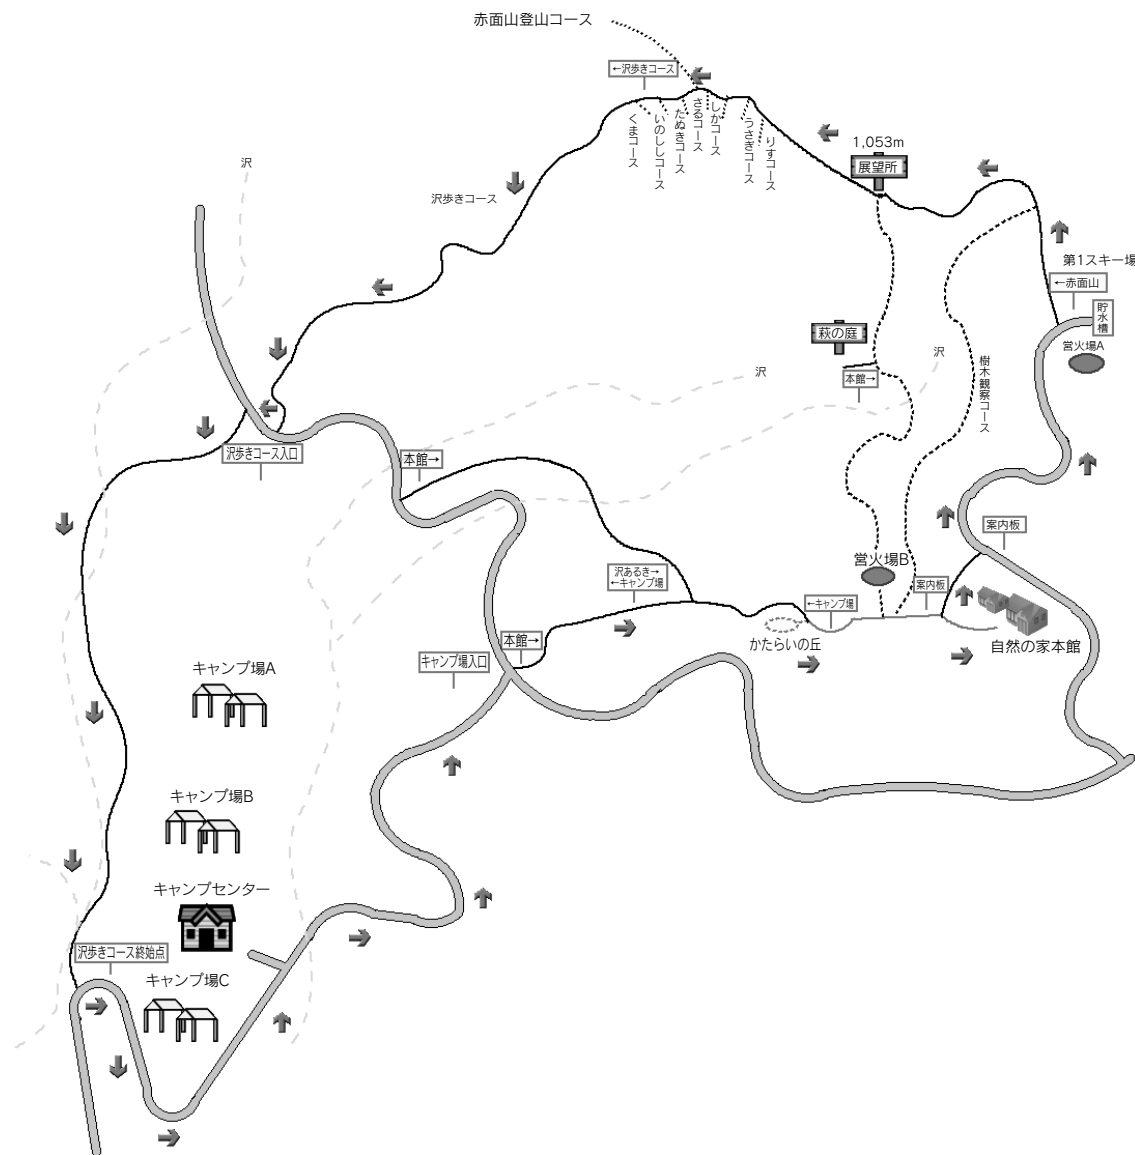 赤面山登山コース
←沢歩きコース
くまコース
いのししコース
たぬきコース
さるコース
しかコース
うさぎコース
りすコース
1,053m
展望所
沢
沢歩きコース
第1スキー場
←赤面山
貯水槽
営火場A
萩の庭
本館→
沢
沢
樹木観察コース
沢歩きコース入口
本館→
案内板
営火場B
沢あるき→
←キャンプ場
案内板
←キャンプ場
本館→
かたらいの丘
自然の家本館
キャンプ場入口
キャンプ場A
キャンプ場B
キャンプセンター
沢歩きコース終始点
キャンプ場C